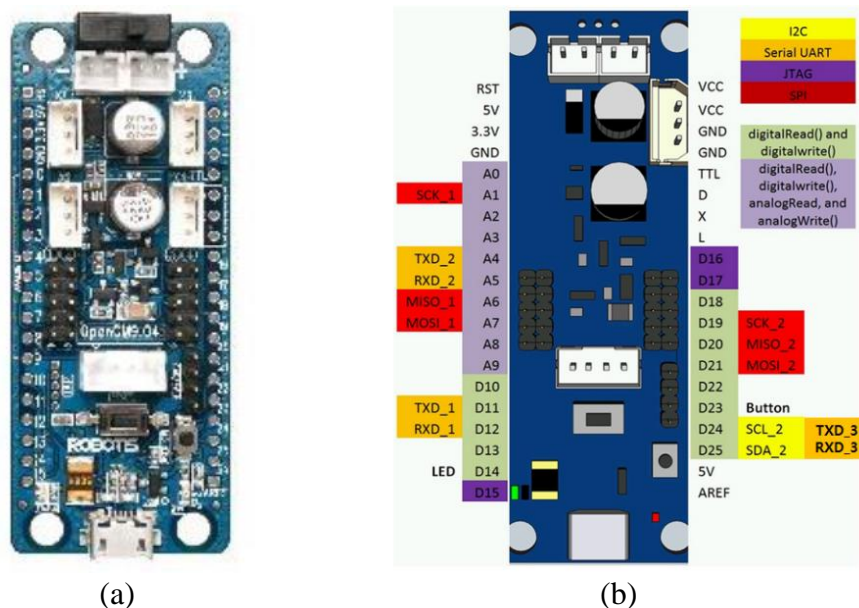 OpenCM9.04
ROBOTIS
RST
5V
3.3V
GND
A0
SCK_1 A1
A2
A3
TXD_2 A4
RXD_2 A5
MISO_1 A6
MOSI_1 A7
A8
A9
D10
TXD_1 D11
RXD_1 D12
D13
LED D14
D15
VCC
VCC
GND
GND
TTL
D
X
L
D16
D17
D18
D19 SCK_2
D20 MISO_2
D21 MOSI_2
D22
D23 Button
D24 SCL_2 TXD_3
D25 SDA_2 RXD_3
5V
AREF
I2C
Serial UART
JTAG
SPI
digitalRead() and
digitalwrite()
digitalRead(),
digitalwrite(),
analogRead, and
analogWrite()
(a) (b)